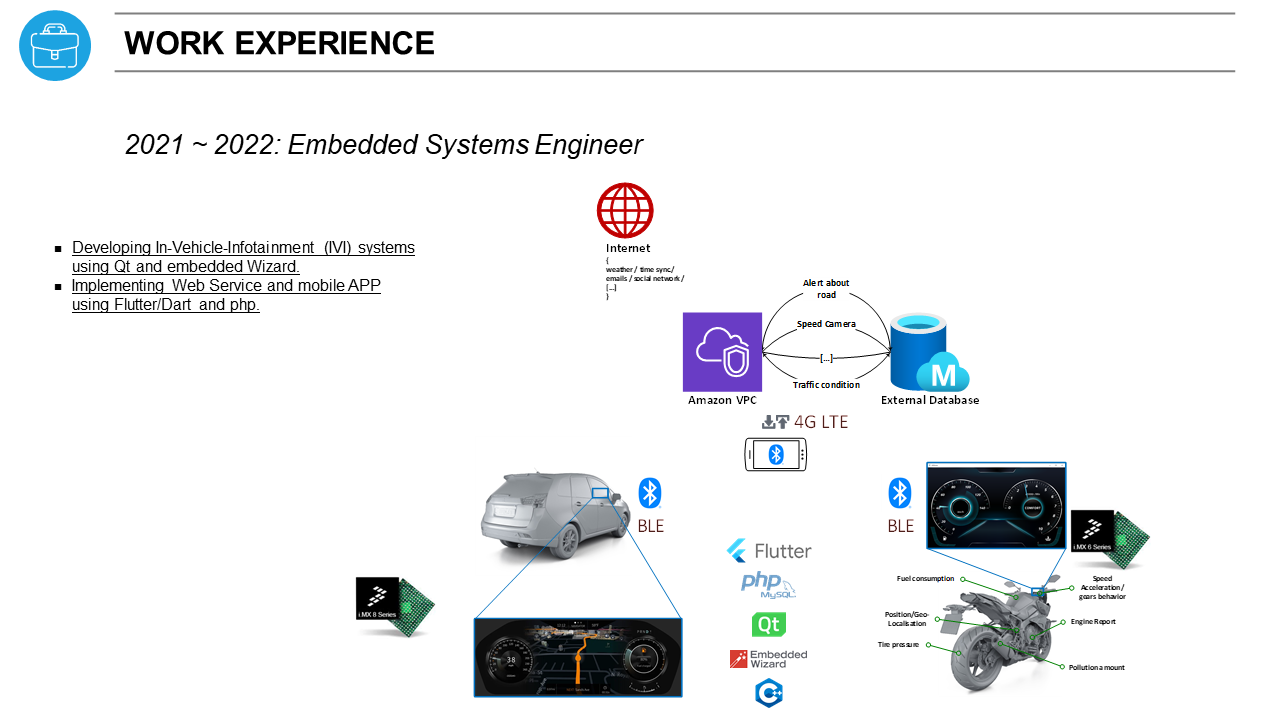 WORK EXPERIENCE
2021 ~ 2022: Embedded Systems Engineer
Developing In-Vehicle-Infotainment (IVI) systems
using Qt and embedded Wizard.
Implementing Web Service and mobile APP
using Flutter/Dart and php.
Internet
{
weather / time sync/
emails / social network /
[...]
}
Alert about
road
Speed Camera
[...]
Traffic condition
Amazon VPC
M
External Database
4G LTE
BLE
BLE
Flutter
php
MySQL
Qt
Embedded
Wizard
C++
i.MX 8 Series
38
i.MX 6 Series
COMFORT
Fuel consumption
Speed
Acceleration/
gears behavior
Position/Geo-
Localisation
Engine Report
Tire pressure
Pollution amount